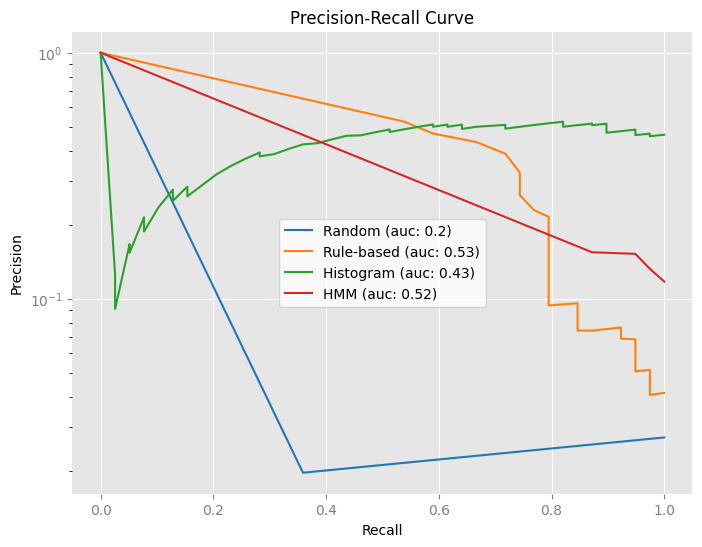 Precision-Recall Curve
Precision
10⁰
10⁻¹
Random (auc: 0.2)
Rule-based (auc: 0.53)
Histogram (auc: 0.43)
HMM (auc: 0.52)
0.0 0.2 0.4 0.6 0.8 1.0
Recall